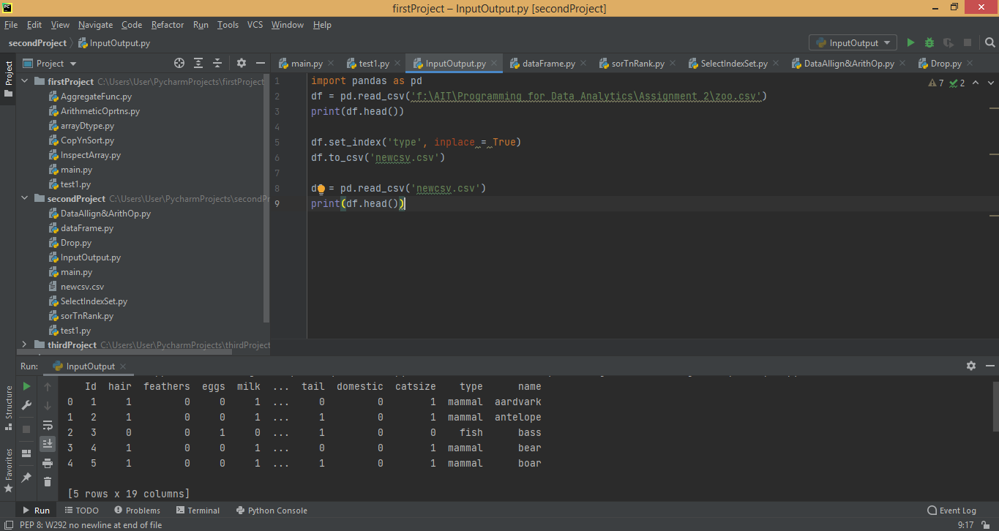 PC
firstProject – InputOutput.py [secondProject]
File Edit View Navigate Code Refactor Run Tools VCS Window Help
secondProject InputOutput.py
InputOutput
Project
Project
main.py test1.py InputOutput.py dataFrame.py sorTnRank.py SelectIndexSet.py DataAllign&ArithOp.py Drop.py
firstProject C:\Users\User\PycharmProjects\firstProject
AggregateFunc.py
ArithmeticOprtns.py
arrayDtype.py
CopYnSort.py
InspectArray.py
main.py
test1.py
secondProject C:\Users\User\PycharmProjects\secondPr
DataAllign&ArithOp.py
dataFrame.py
Drop.py
InputOutput.py
main.py
newcsv.csv
SelectIndexSet.py
sorTnRank.py
test1.py
thirdProject C:\Users\User\PycharmProjects\thirdProject
7 2
1 import pandas as pd
2 df = pd.read_csv('f:\AIT\Programming for Data Analytics\Assignment 2\zoo.csv')
3 print(df.head())
4
5 df.set_index('type', inplace = True)
6 df.to_csv('newcsv.csv')
7
8 d = pd.read_csv('newcsv.csv')
9 print(df.head())
Run: InputOutput
Id hair feathers eggs milk ... tail domestic catsize type name
0 1 1 0 0 1 ... 0 0 1 mammal aardvark
1 2 1 0 0 1 ... 1 0 1 mammal antelope
2 3 0 0 1 0 ... 1 0 0 fish bass
3 4 1 0 0 1 ... 0 0 1 mammal bear
4 5 1 0 0 1 ... 1 0 1 mammal boar
[5 rows x 19 columns]
Structure
Favorites
Run TODO Problems Terminal Python Console Event Log
PEP 8: W292 no newline at end of file 9:17